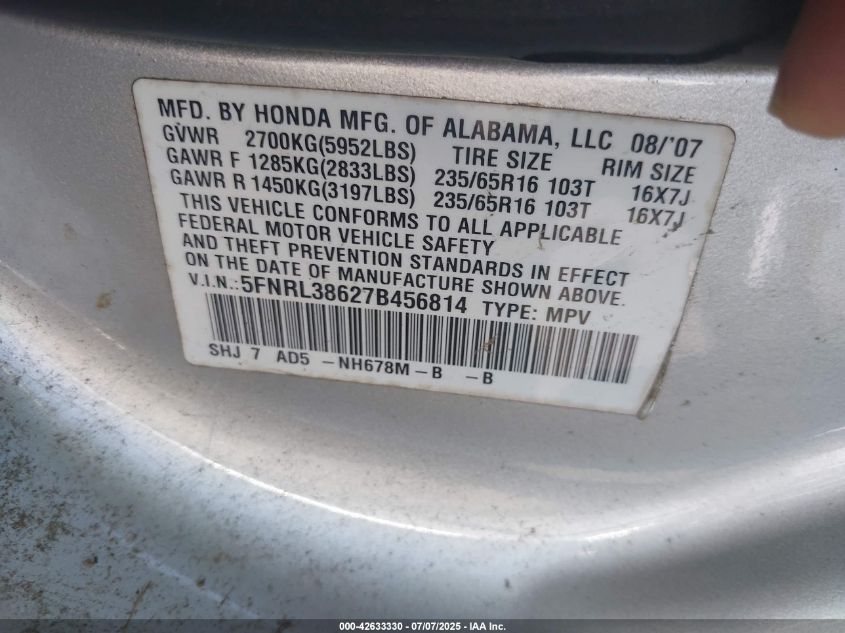 MFD. BY HONDA MFG. OF ALABAMA, LLC 08/'07
GVWR 2700KG(5952LBS) TIRE SIZE RIM SIZE
GAWR F 1285KG(2833LBS) 235/65R16 103T 16X7J
GAWR R 1450KG(3197LBS) 235/65R16 103T 16X7J
THIS VEHICLE CONFORMS TO ALL APPLICABLE
FEDERAL MOTOR VEHICLE SAFETY
AND THEFT PREVENTION STANDARDS IN EFFECT
ON THE DATE OF MANUFACTURE SHOWN ABOVE.
V.I.N.:5FNRL38627B456814 TYPE: MPV
SHJ 7 AD5 -NH678M-B -B
000-42633330 - 07/07/2025 - IAA Inc.